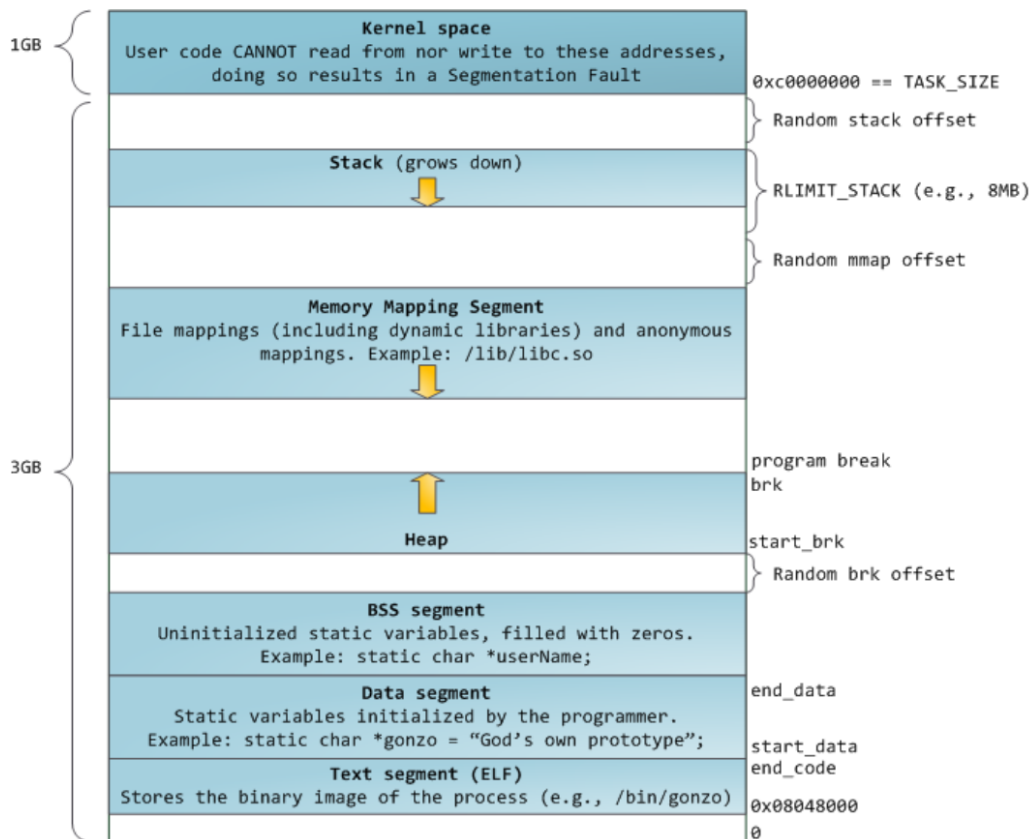 1GB
Kernel space
User code CANNOT read from nor write to these addresses,
doing so results in a Segmentation Fault
0xc0000000 == TASK_SIZE
Random stack offset
Stack (grows down)
RLIMIT_STACK (e.g., 8MB)
Random mmap offset
Memory Mapping Segment
File mappings (including dynamic libraries) and anonymous
mappings. Example: /lib/libc.so
3GB
program break
brk
Heap
start_brk
Random brk offset
BSS segment
Uninitialized static variables, filled with zeros.
Example: static char *userName;
Data segment
end_data
Static variables initialized by the programmer.
Example: static char *gonzo = “God’s own prototype”;
start_data
end_code
Text segment (ELF)
Stores the binary image of the process (e.g., /bin/gonzo)
0x08048000
0